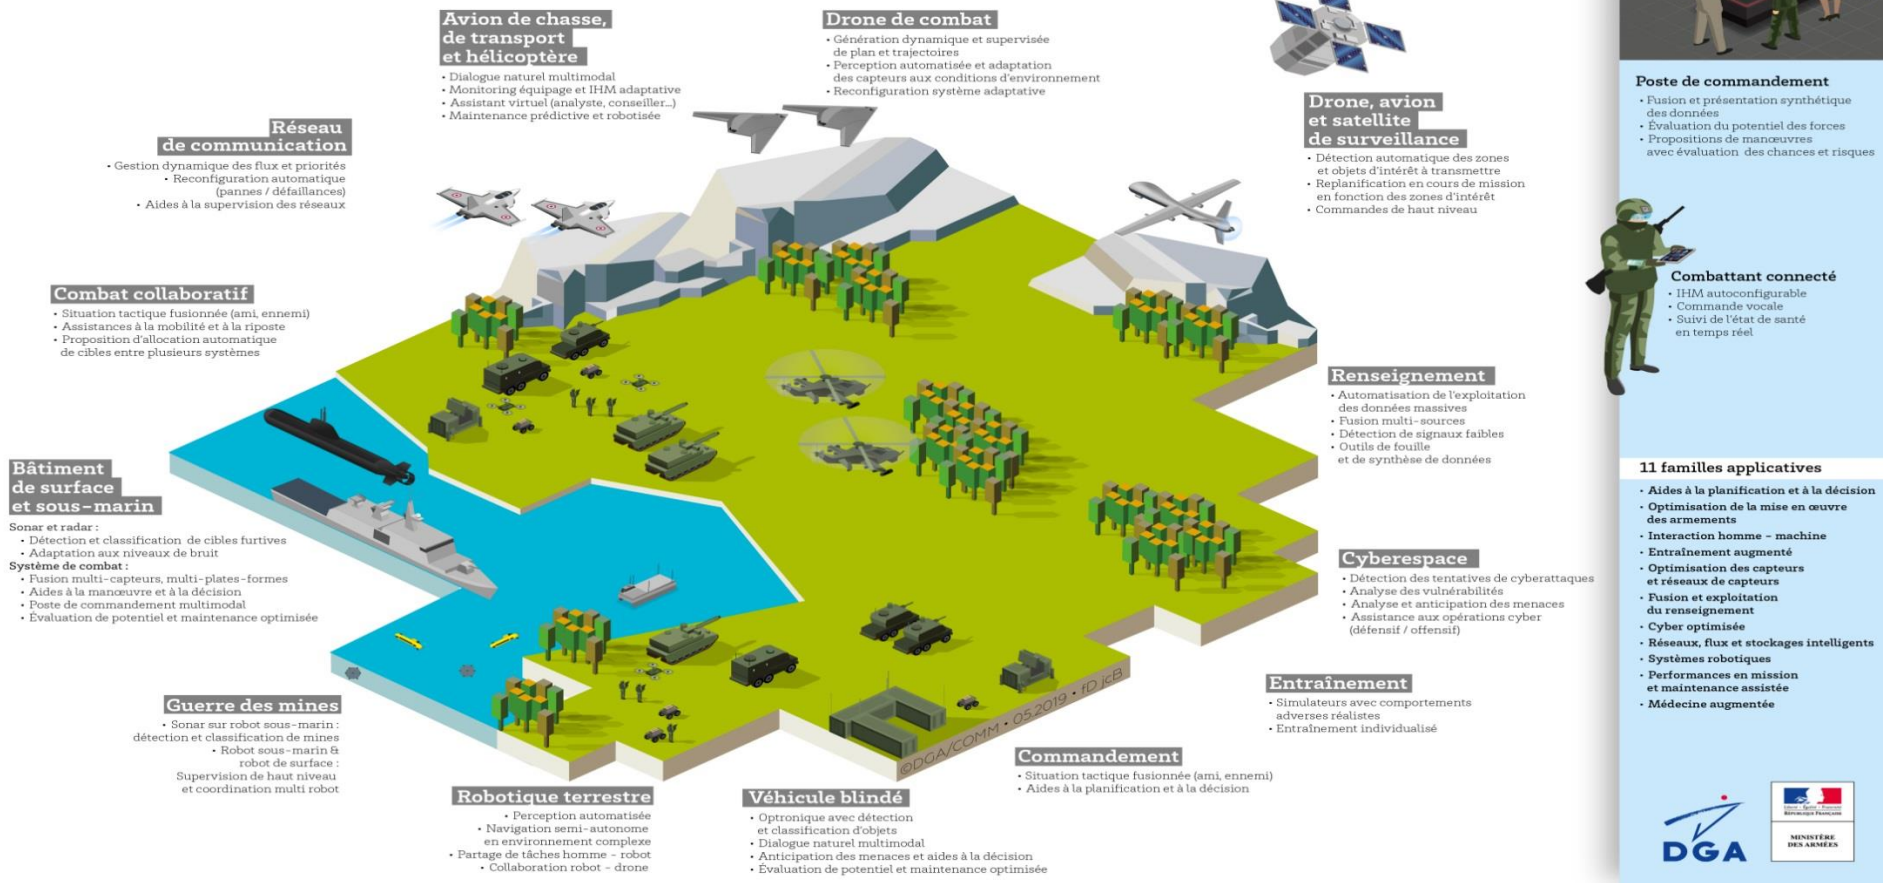 Avion de chasse,
de transport
et hélicoptère
• Dialogue naturel multimodal
• Monitoring équipage et IHM adaptative
• Assistant virtuel (analyste, conseiller...)
• Maintenance prédictive et robotisée
Drone de combat
• Génération dynamique et supervisée
de plan et trajectoires
• Perception automatisée et adaptation
des capteurs aux conditions d'environnement
• Reconfiguration système adaptative
Drone, avion
et satellite
de surveillance
• Détection automatique des zones
et objets d'intérêt à transmettre
• Replanification en cours de mission
en fonction des zones d'intérêt
• Commandes de haut niveau
Réseau
de communication
• Gestion dynamique des flux et priorités
• Reconfiguration automatique
(pannes / défaillances)
• Aides à la supervision des réseaux
Combat collaboratif
• Situation tactique fusionnée (ami, ennemi)
• Assistances à la mobilité et à la riposte
• Proposition d'allocation automatique
de cibles entre plusieurs systèmes
Renseignement
• Automatisation de l'exploitation
des données massives
• Fusion multi-sources
• Détection de signaux faibles
• Outils de fouille
et de synthèse de données
Bâtiment
de surface
et sous-marin
Sonar et radar :
• Détection et classification de cibles furtives
• Adaptation aux niveaux de bruit
Système de combat :
• Fusion multi-capteurs, multi-plates-formes
• Aides à la manœuvre et à la décision
• Poste de commandement multimodal
• Évaluation de potentiel et maintenance optimisée
Cyberespace
• Détection des tentatives de cyberattaques
• Analyse des vulnérabilités
• Analyse et anticipation des menaces
• Assistance aux opérations cyber
(défensif / offensif)
Guerre des mines
• Sonar sur robot sous-marin :
détection et classification de mines
• Robot sous-marin &
robot de surface :
Supervision de haut niveau
et coordination multi robot
Entraînement
• Simulateurs avec comportements
adverses réalistes
• Entraînement individualisé
©DGA/COMM • 05.2019 • fD jcB
Commandement
• Situation tactique fusionnée (ami, ennemi)
• Aides à la planification et à la décision
Robotique terrestre
• Perception automatisée
• Navigation semi-autonome
en environnement complexe
• Partage de tâches homme - robot
• Collaboration robot - drone
Véhicule blindé
• Optronique avec détection
et classification d'objets
• Dialogue naturel multimodal
• Anticipation des menaces et aides à la décision
• Évaluation de potentiel et maintenance optimisée
Poste de commandement
• Fusion et présentation synthétique
des données
• Évaluation du potentiel des forces
• Propositions de manœuvres
avec évaluation des chances et risques
Combattant connecté
• IHM autoconfigurable
• Commande vocale
• Suivi de l'état de santé
en temps réel
11 familles applicatives
• Aides à la planification et à la décision
• Optimisation de la mise en œuvre
des armements
• Interaction homme - machine
• Entraînement augmenté
• Optimisation des capteurs
et réseaux de capteurs
• Fusion et exploitation
du renseignement
• Cyber optimisée
• Réseaux, flux et stockages intelligents
• Systèmes robotiques
• Performances en mission
et maintenance assistée
• Médecine augmentée
DGA
Liberté • Égalité • Fraternité
RÉPUBLIQUE FRANÇAISE
MINISTÈRE
DES ARMÉES